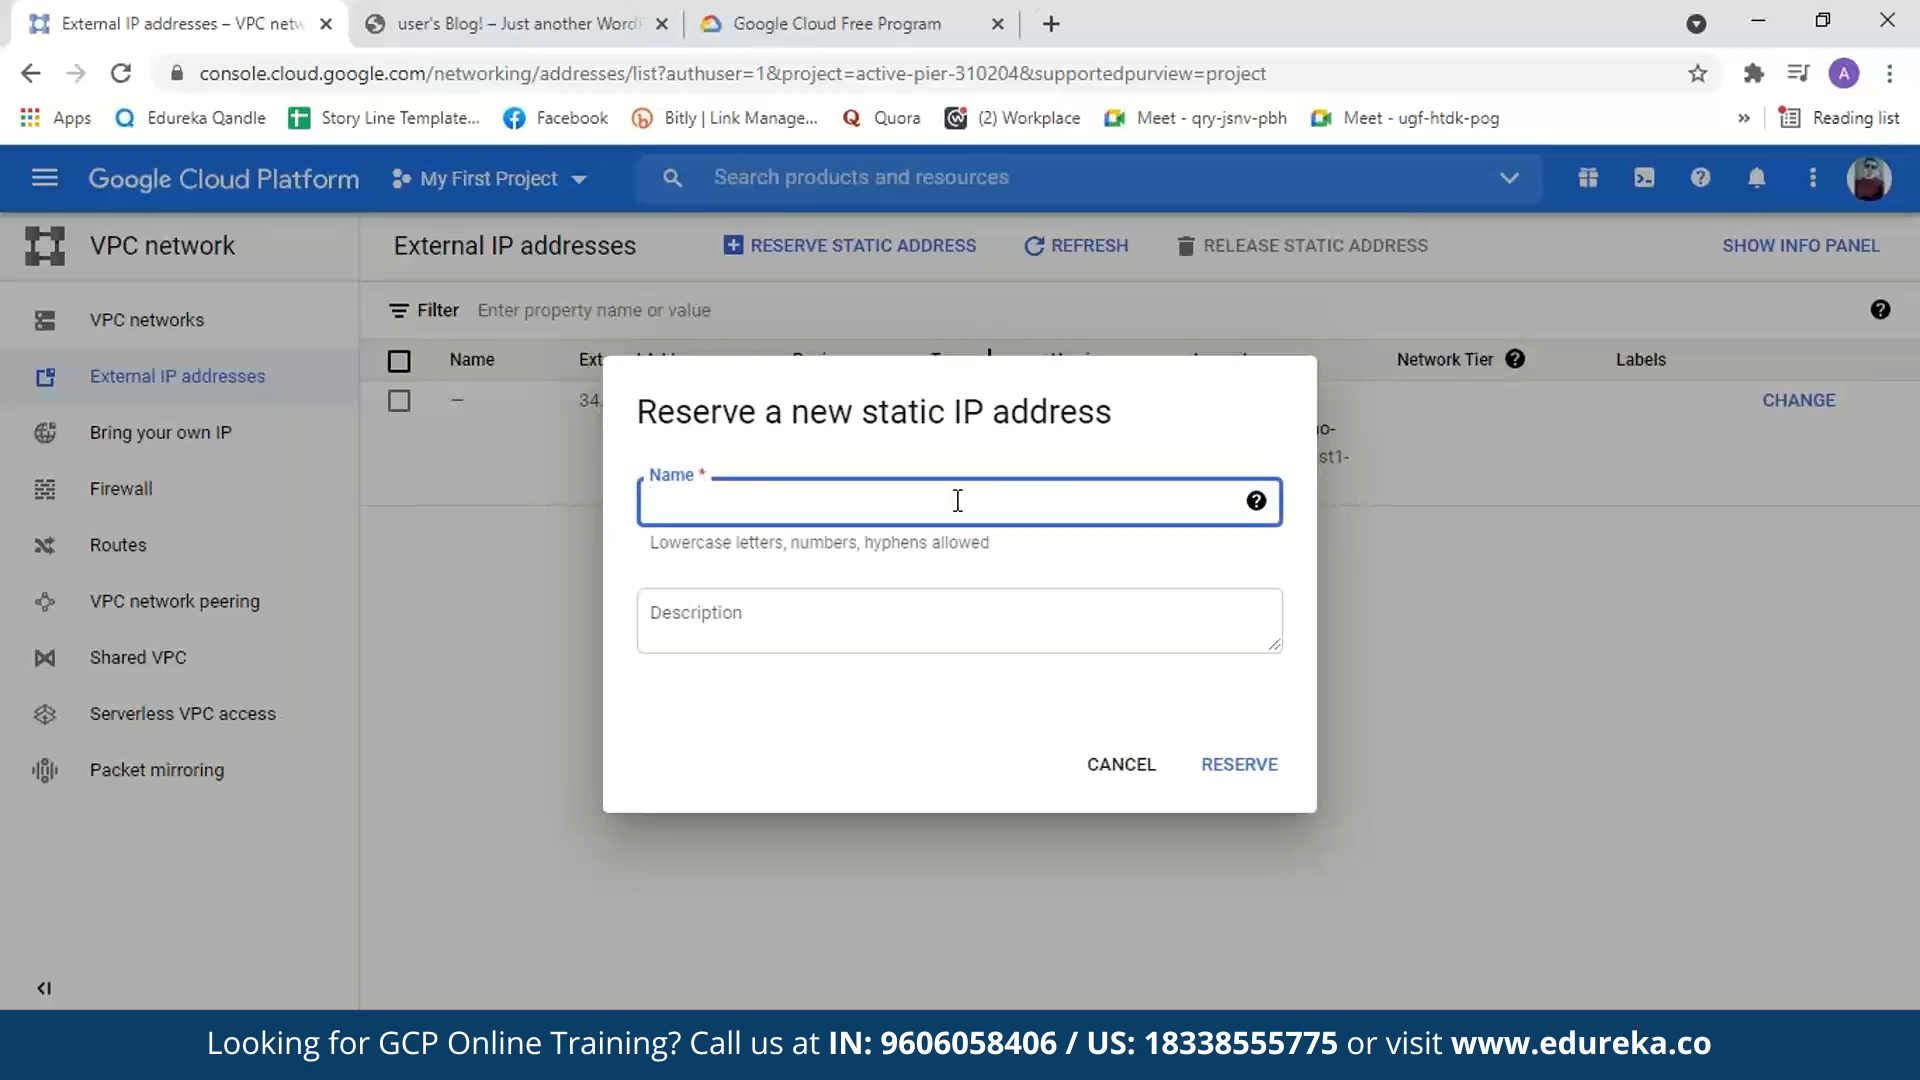 External IP addresses – VPC netw
user's Blog! – Just another Word
Google Cloud Free Program
console.cloud.google.com/networking/addresses/list?authuser=1&project=active-pier-310204&supportedpurview=project
A
Apps
Edureka Qandle
Story Line Template...
Facebook
Bitly | Link Manage...
Quora
(2) Workplace
Meet - qry-jsnv-pbh
Meet - ugf-htdk-pog
»
Reading list
Google Cloud Platform
My First Project
Search products and resources
VPC network
External IP addresses
RESERVE STATIC ADDRESS
REFRESH
RELEASE STATIC ADDRESS
SHOW INFO PANEL
VPC networks
External IP addresses
Bring your own IP
Firewall
Routes
VPC network peering
Shared VPC
Serverless VPC access
Packet mirroring
Filter
Enter property name or value
Name
Ext
Network Tier
Labels
–
34.
o-
st1-
CHANGE
Reserve a new static IP address
Name *
Lowercase letters, numbers, hyphens allowed
Description
CANCEL
RESERVE
Looking for GCP Online Training? Call us at IN: 9606058406 / US: 18338555775 or visit www.edureka.co